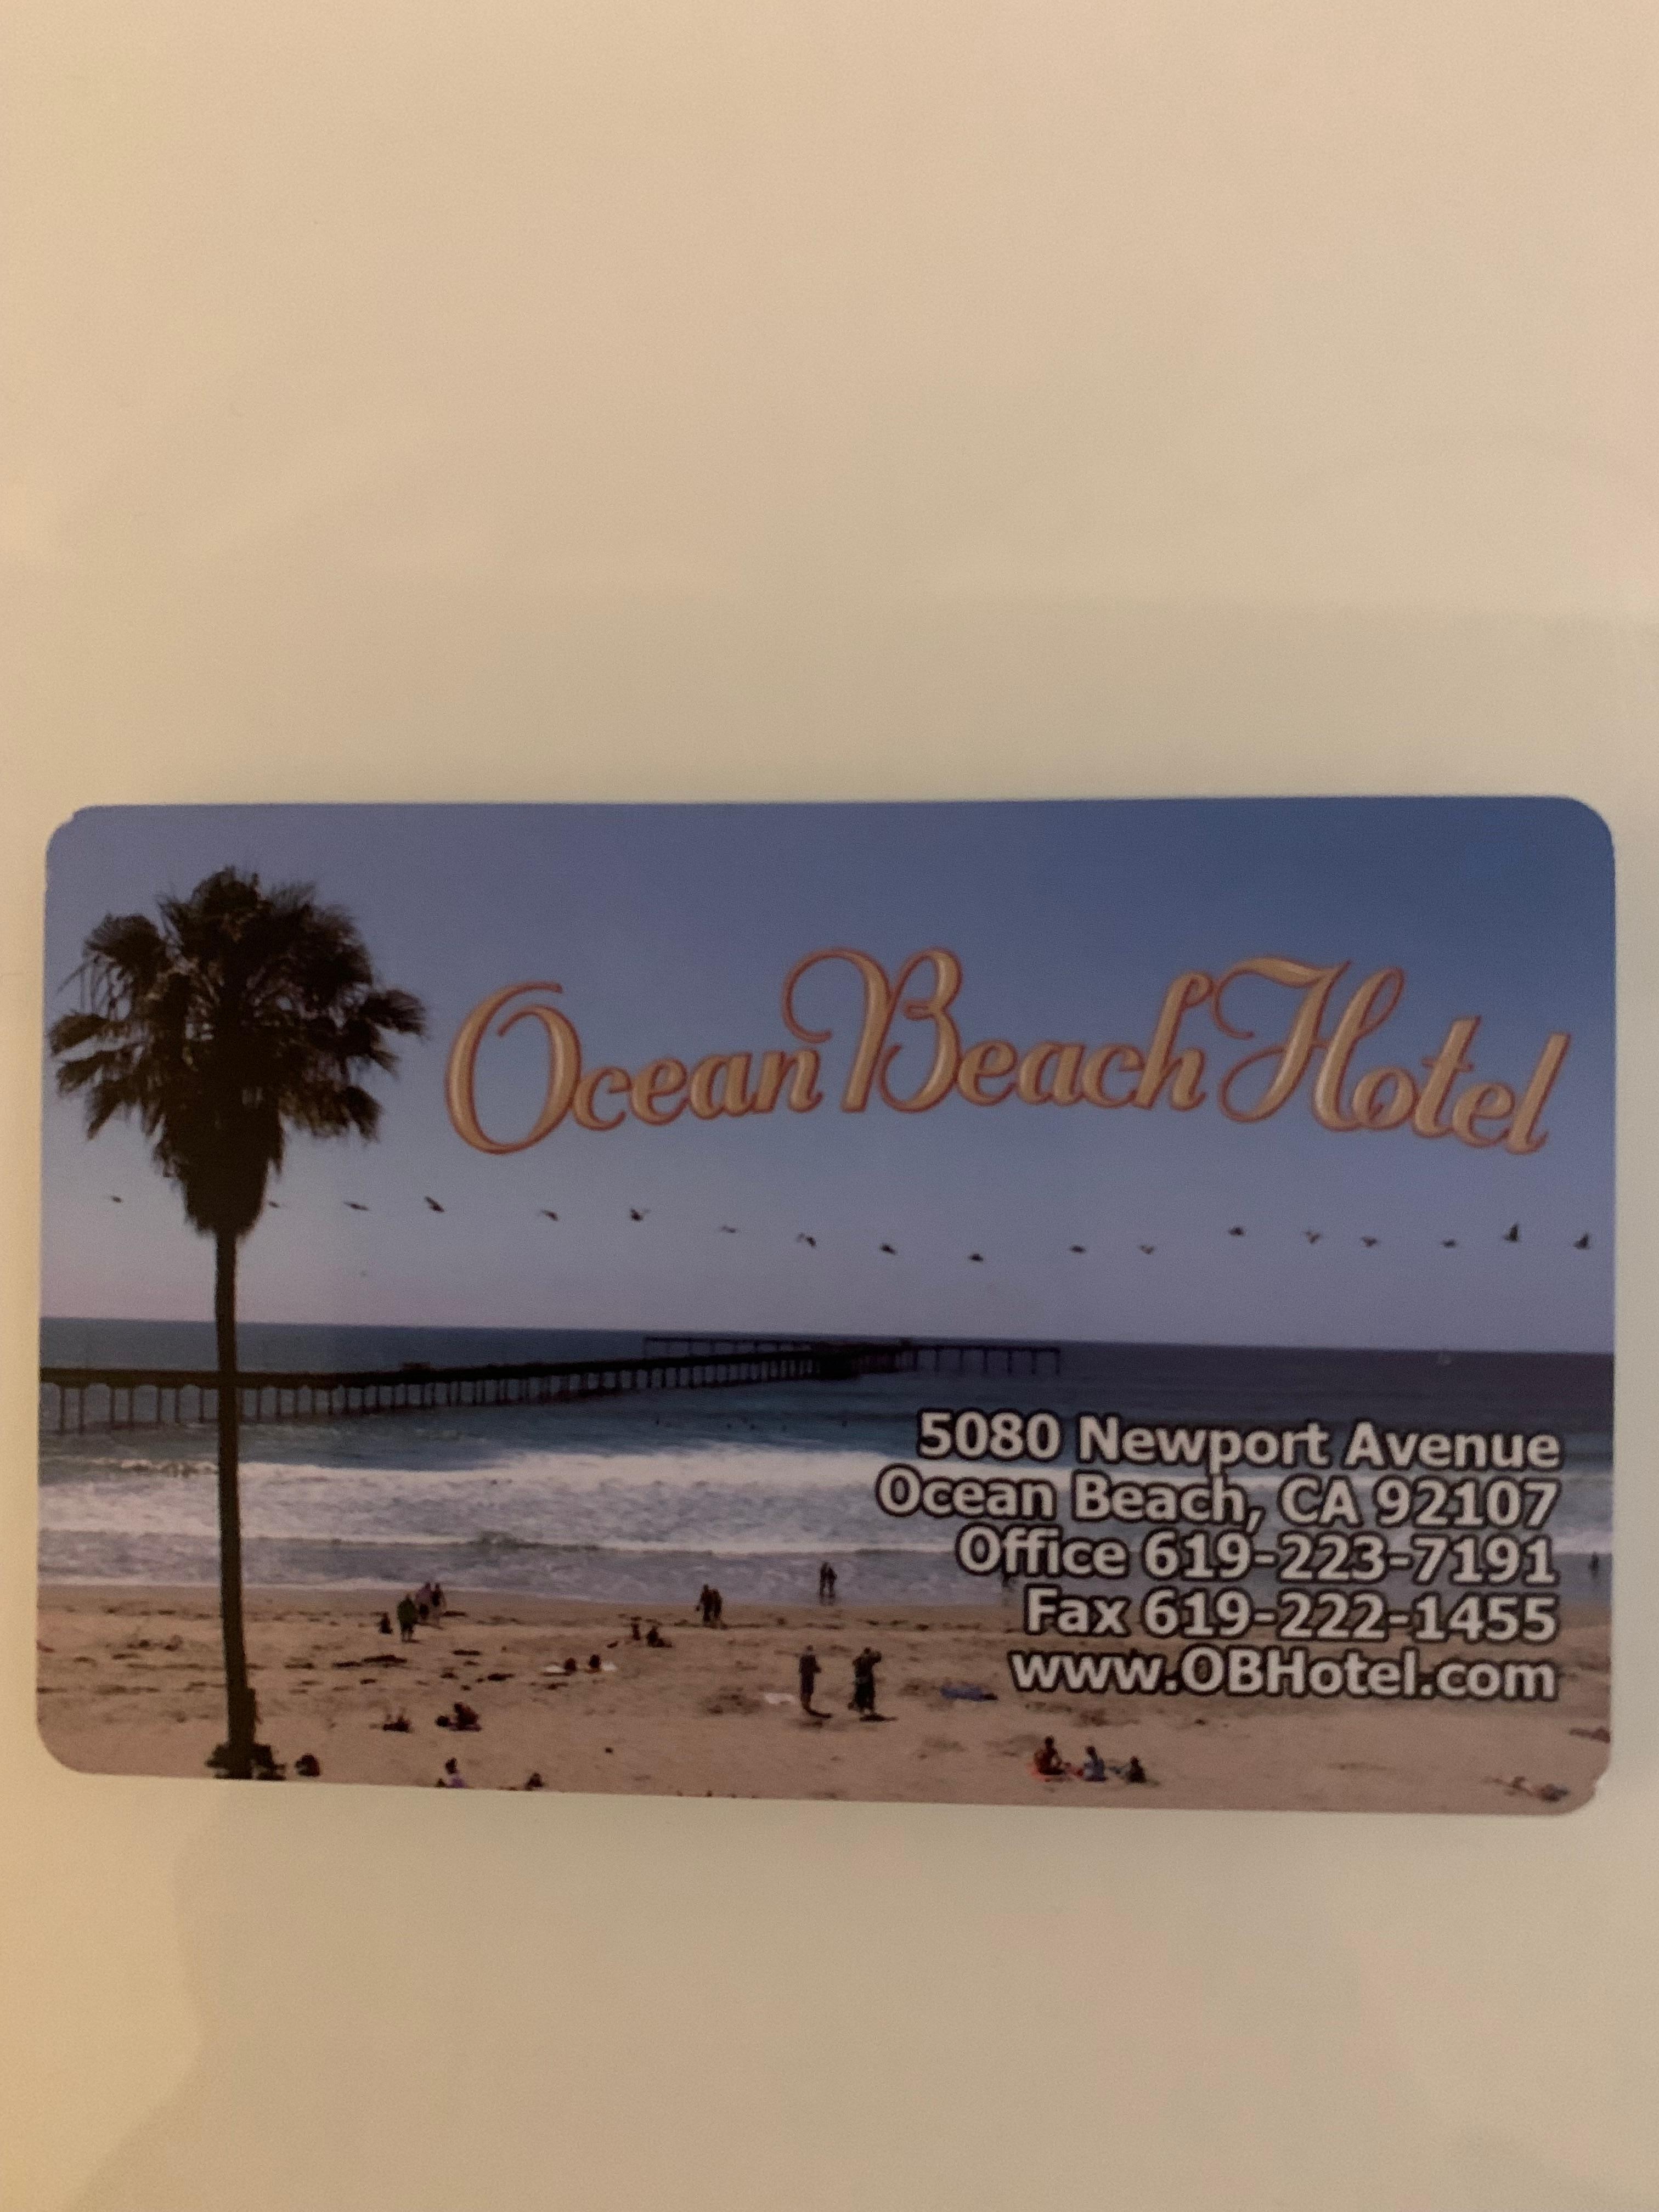 Ocean Beach Hotel
5080 Newport Avenue
Ocean Beach, CA 92107
Office 619-223-7191
Fax 619-222-1455
www.OBHotel.com